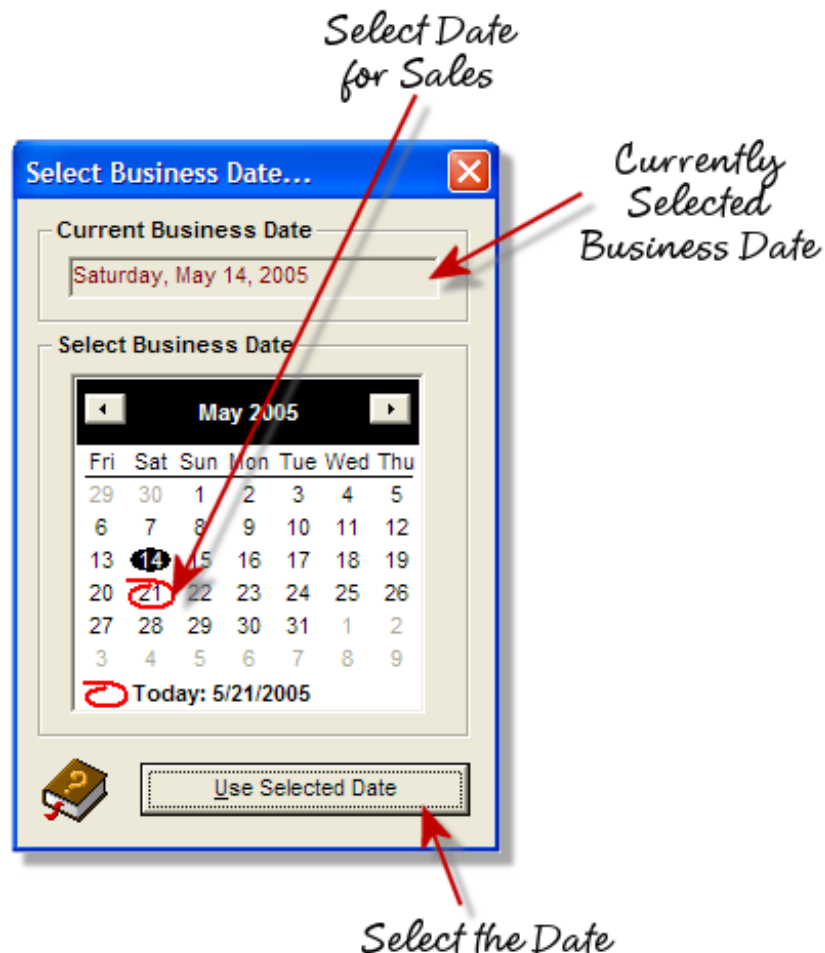 Select Date
for Sales
Select Business Date...
Currently
Selected
Business Date
Current Business Date
Saturday, May 14, 2005
Select Business Date
May 2005
Fri Sat Sun Mon Tue Wed Thu
29 30 1 2 3 4 5
6 7 8 9 10 11 12
13 14 15 16 17 18 19
20 21 22 23 24 25 26
27 28 29 30 31 1 2
3 4 5 6 7 8 9
Today: 5/21/2005
?
Use Selected Date
Select the Date